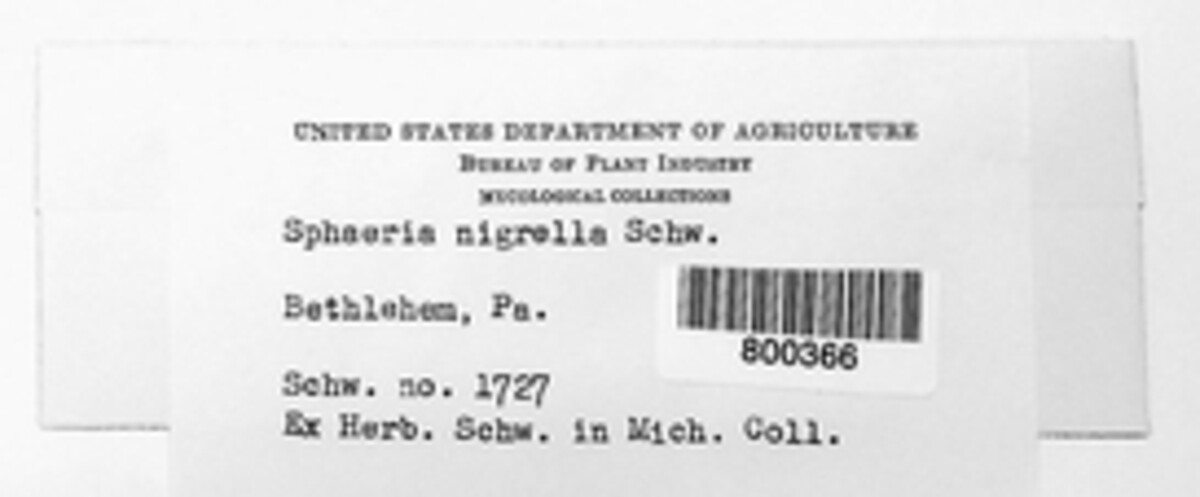 UNITED STATES DEPARTMENT OF AGRICULTURE
BUREAU OF PLANT INDUSTRY
MYCOLOGICAL COLLECTIONS
Sphaeria nigrella Schw.
Bethlehem, Pa.
800366
Schw. no. 1727
Ex Herb. Schw. in Mich. Coll.